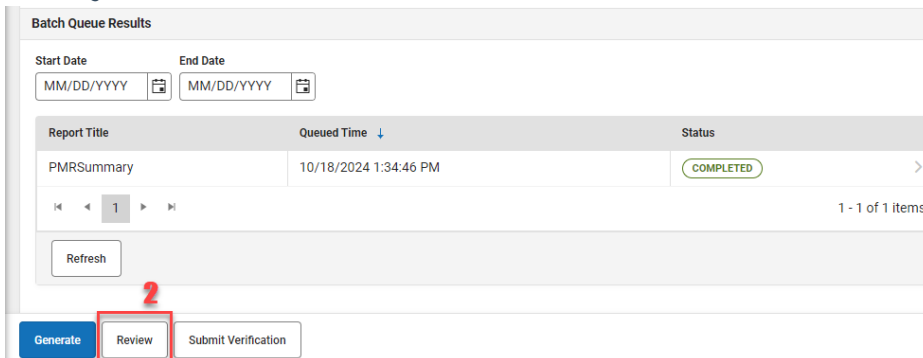 Batch Queue Results
Start Date End Date
MM/DD/YYYY MM/DD/YYYY
Report Title Queued Time ↓ Status
PMRSummary 10/18/2024 1:34:46 PM COMPLETED
1 1 - 1 of 1 items
Refresh
2
Generate Review Submit Verification